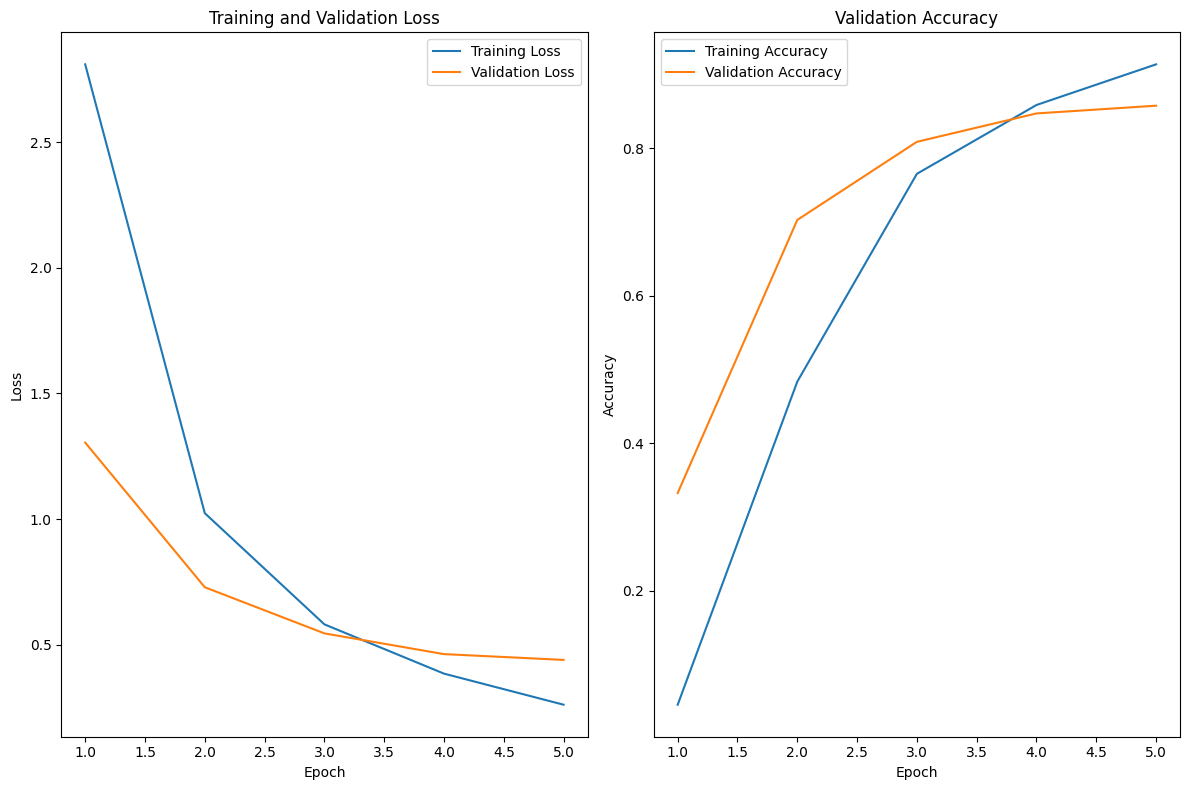 Training and Validation Loss
Training Loss
Validation Loss
2.5
2.0
1.5
1.0
0.5
Loss
1.0 1.5 2.0 2.5 3.0 3.5 4.0 4.5 5.0
Epoch
Validation Accuracy
Training Accuracy
Validation Accuracy
0.8
0.6
0.4
0.2
Accuracy
1.0 1.5 2.0 2.5 3.0 3.5 4.0 4.5 5.0
Epoch